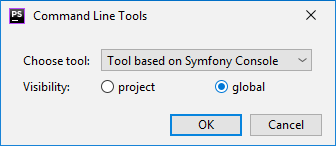 PS Command Line Tools
Choose tool: Tool based on Symfony Console
Visibility: project global
OK Cancel